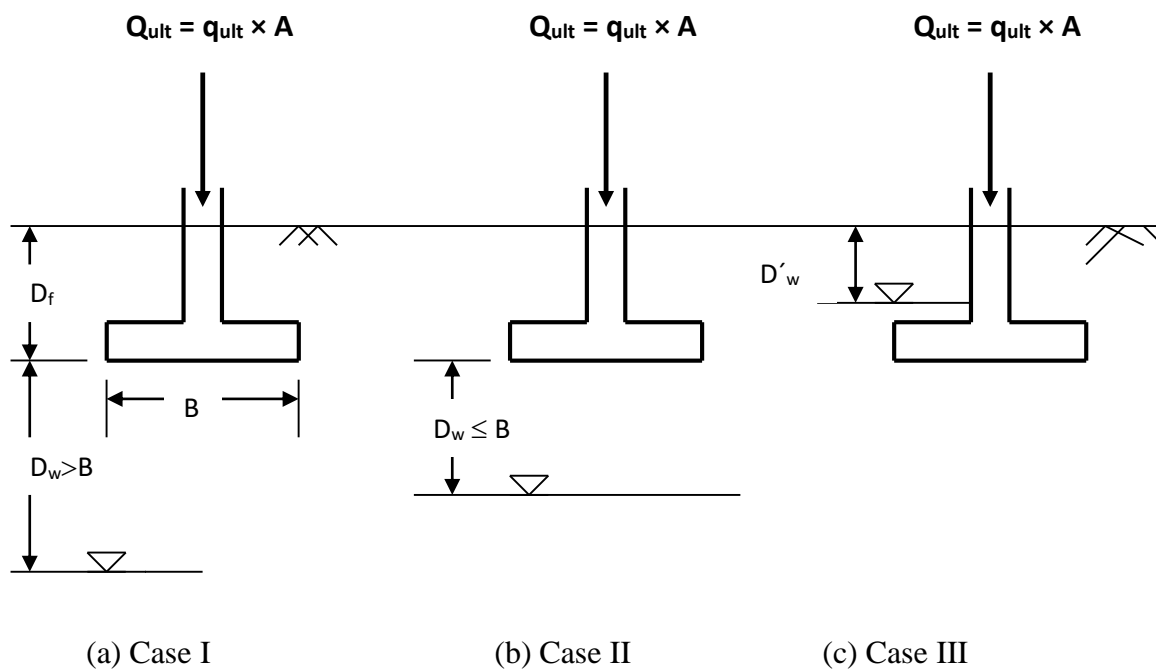 Qult = qult × A
Qult = qult × A
Qult = qult × A
Df
D´w
B
Dw ≤ B
Dw>B
(a) Case I
(b) Case II
(c) Case III